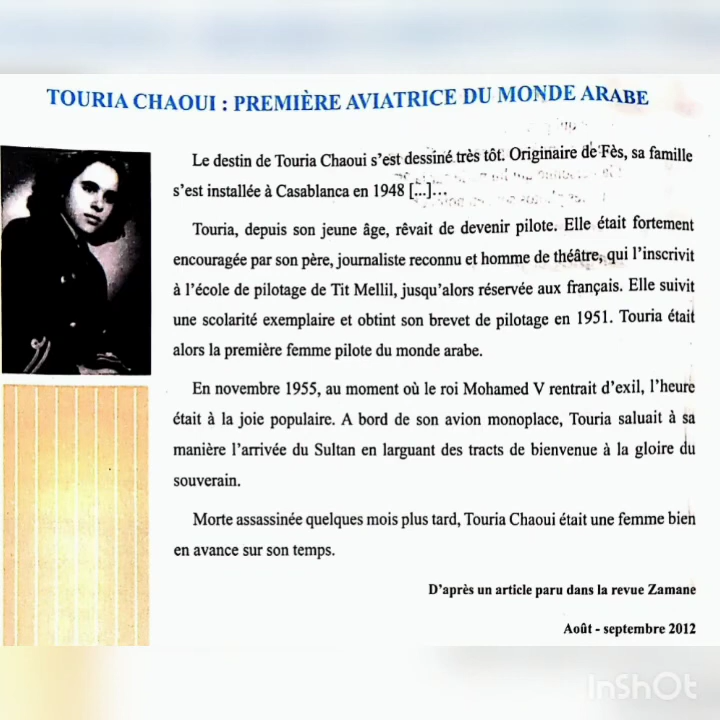 TOURIA CHAOUI : PREMIÈRE AVIATRICE DU MONDE ARABE
Le destin de Touria Chaoui s'est dessiné très tôt. Originaire de Fès, sa famille
s'est installée à Casablanca en 1948 [...]...
Touria, depuis son jeune âge, rêvait de devenir pilote. Elle était fortement
encouragée par son père, journaliste reconnu et homme de théâtre, qui l'inscrivit
à l'école de pilotage de Tit Mellil, jusqu'alors réservée aux français. Elle suivit
une scolarité exemplaire et obtint son brevet de pilotage en 1951. Touria était
alors la première femme pilote du monde arabe.
En novembre 1955, au moment où le roi Mohamed V rentrait d'exil, l'heure
était à la joie populaire. A bord de son avion monoplace, Touria saluait à sa
manière l'arrivée du Sultan en larguant des tracts de bienvenue à la gloire du
souverain.
Morte assassinée quelques mois plus tard, Touria Chaoui était une femme bien
en avance sur son temps.
D'après un article paru dans la revue Zamane
Août - septembre 2012
InShOt